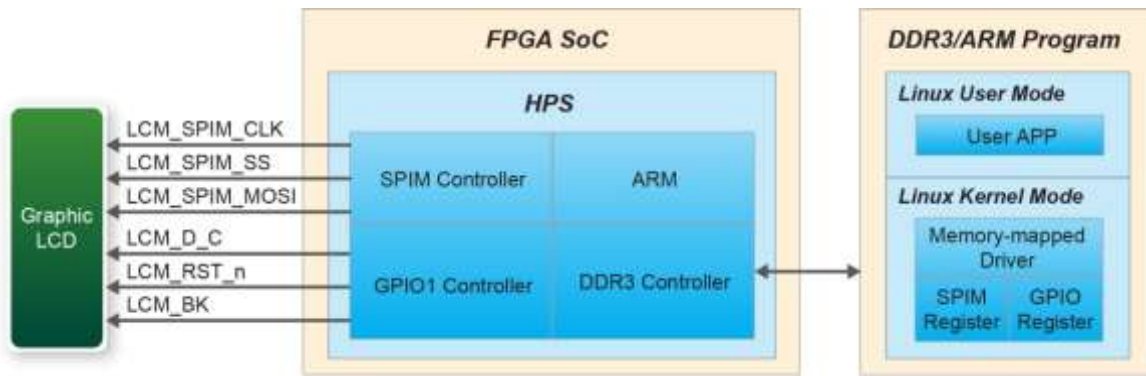 FPGA SoC
HPS
SPIM Controller
ARM
GPIO1 Controller
DDR3 Controller
Graphic
LCD
LCM_SPIM_CLK
LCM_SPIM_SS
LCM_SPIM_MOSI
LCM_D_C
LCM_RST_n
LCM_BK
DDR3/ARM Program
Linux User Mode
User APP
Linux Kernel Mode
Memory-mapped
Driver
SPIM
Register
GPIO
Register